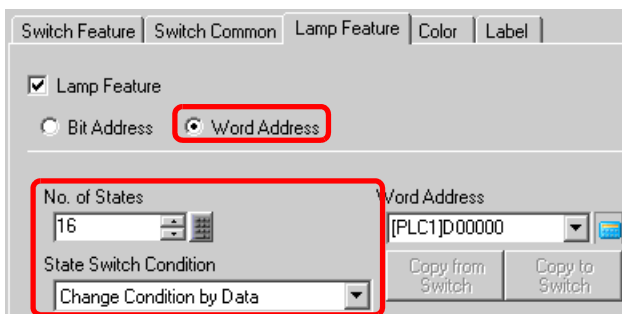 Switch Feature Switch Common Lamp Feature Color Label
Lamp Feature
Bit Address Word Address
No. of States Word Address
16 [PLC1]D00000
State Switch Condition Copy from Switch Copy to Switch
Change Condition by Data